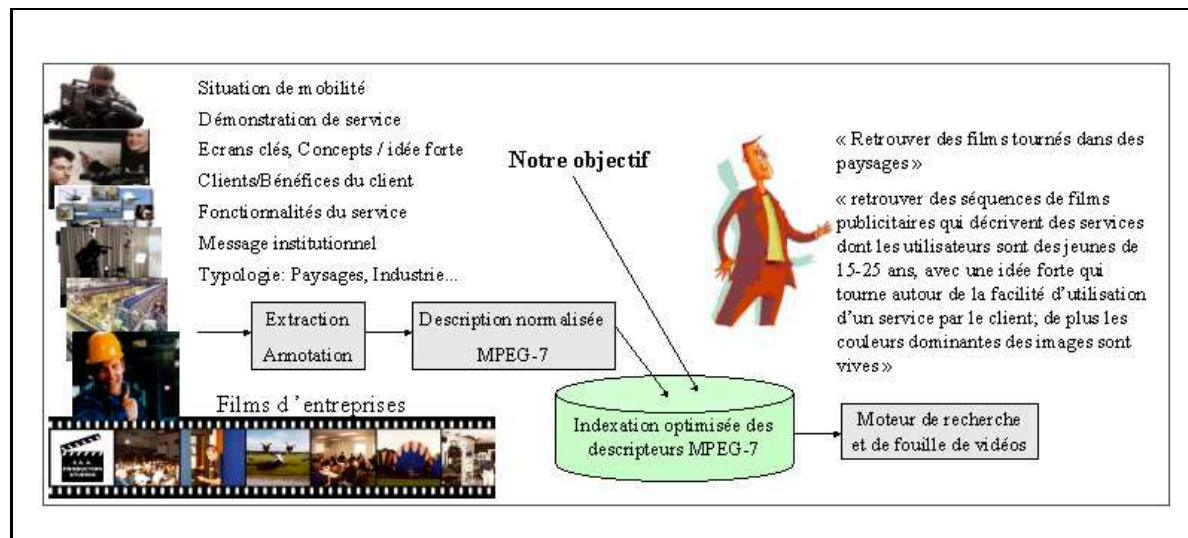 Situation de mobilité
Démonstration de service
Ecrans clés, Concepts / idée forte
Clients/Bénéfices du client
Fonctionnalités du service
Message institutionnel
Typologie: Paysages, Industrie...
Extraction
Annotation
Description normalisée
MPEG-7
Films d'entreprises
Notre objectif
Indexation optimisée des
descripteurs MPEG-7
« Retrouver des films tournés dans des
paysages »
« retrouver des séquences de films
publicitaires qui décrivent des services
dont les utilisateurs sont des jeunes de
15-25 ans, avec une idée forte qui
tourne autour de la facilité d'utilisation
d'un service par le client; de plus les
couleurs dominantes des images sont
vives »
Moteur de recherche
et de fouille de vidéos
PRODUCTION